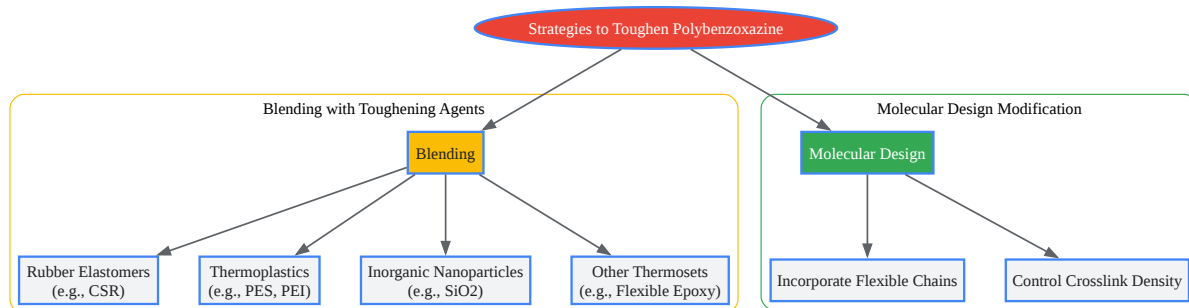 Strategies to Toughen Polybenzoxazine
Blending with Toughening Agents
Molecular Design Modification
Blending
Molecular Design
Rubber Elastomers
(e.g., CSR)
Thermoplastics
(e.g., PES, PEI)
Inorganic Nanoparticles
(e.g., SiO2)
Other Thermosets
(e.g., Flexible Epoxy)
Incorporate Flexible Chains
Control Crosslink Density